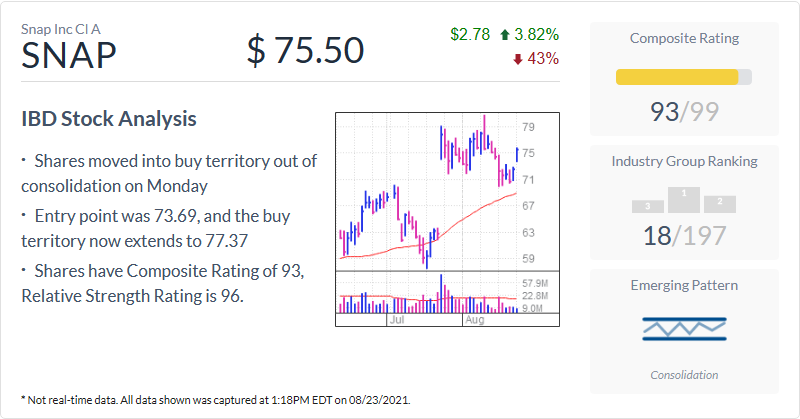 Snap Inc Cl A
SNAP
$ 75.50
$2.78 3.82%
43%
IBD Stock Analysis
· Shares moved into buy territory out of
consolidation on Monday
· Entry point was 73.69, and the buy
territory now extends to 77.37
· Shares have Composite Rating of 93,
Relative Strength Rating is 96.
79
75
71
67
63
59
57.9M
22.8M
9.0M
Jul
Aug
Composite Rating
93/99
Industry Group Ranking
3
1
2
18/197
Emerging Pattern
Consolidation
* Not real-time data. All data shown was captured at 1:18PM EDT on 08/23/2021.